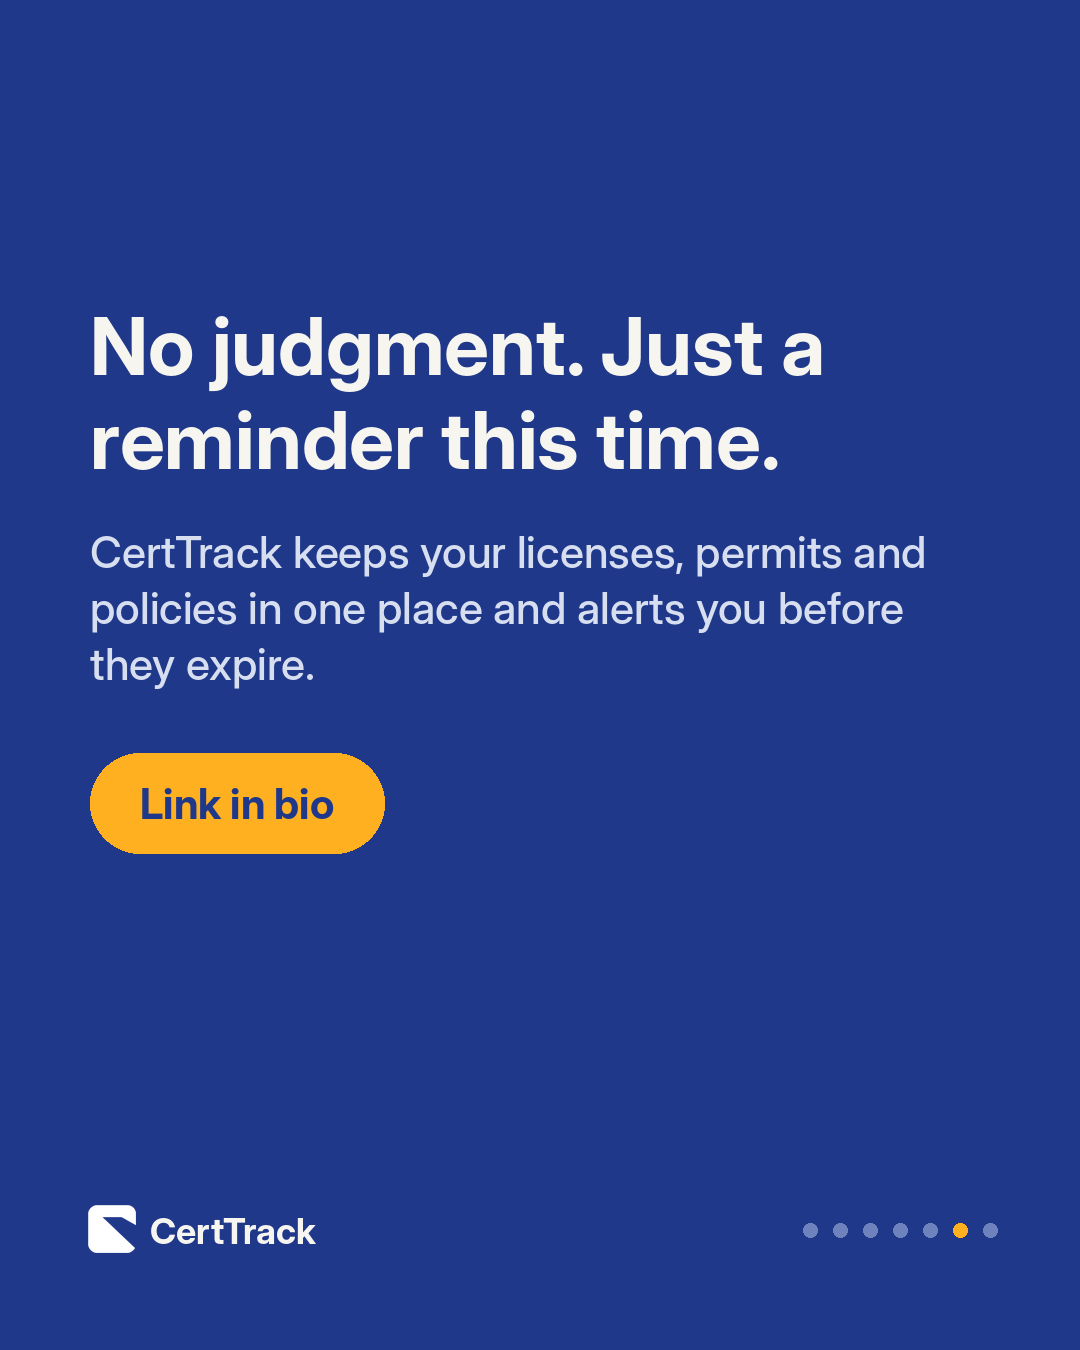 No judgment. Just a
reminder this time.
CertTrack keeps your licenses, permits and
policies in one place and alerts you before
they expire.
Link in bio
CertTrack